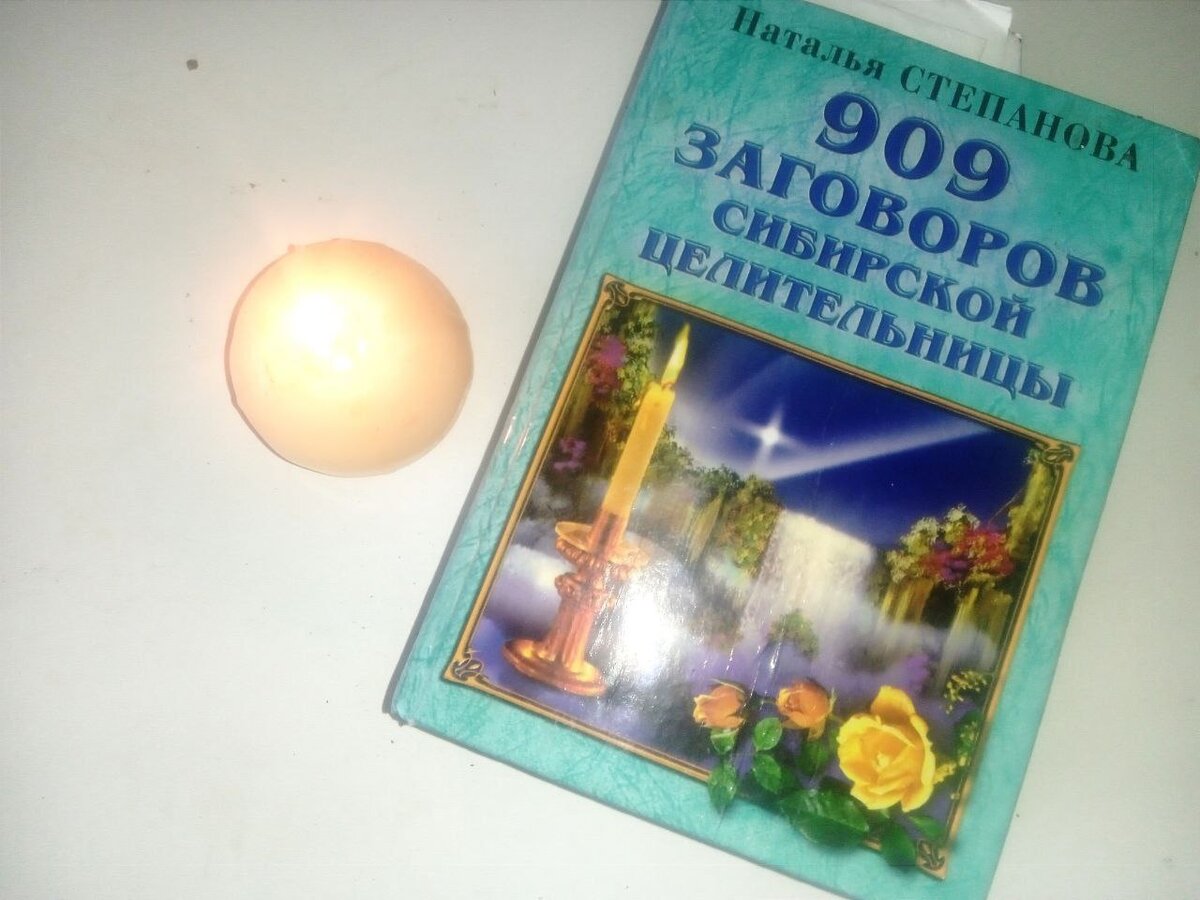 Наталья СТЕПАНОВА
909
ЗАГОВОРОВ
СИБИРСКОЙ
ЦЕЛИТЕЛЬНИЦЫ